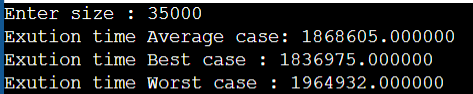 Enter size : 35000
Exution time Average case: 1868605.000000
Exution time Best case : 1836975.000000
Exution time Worst case : 1964932.000000